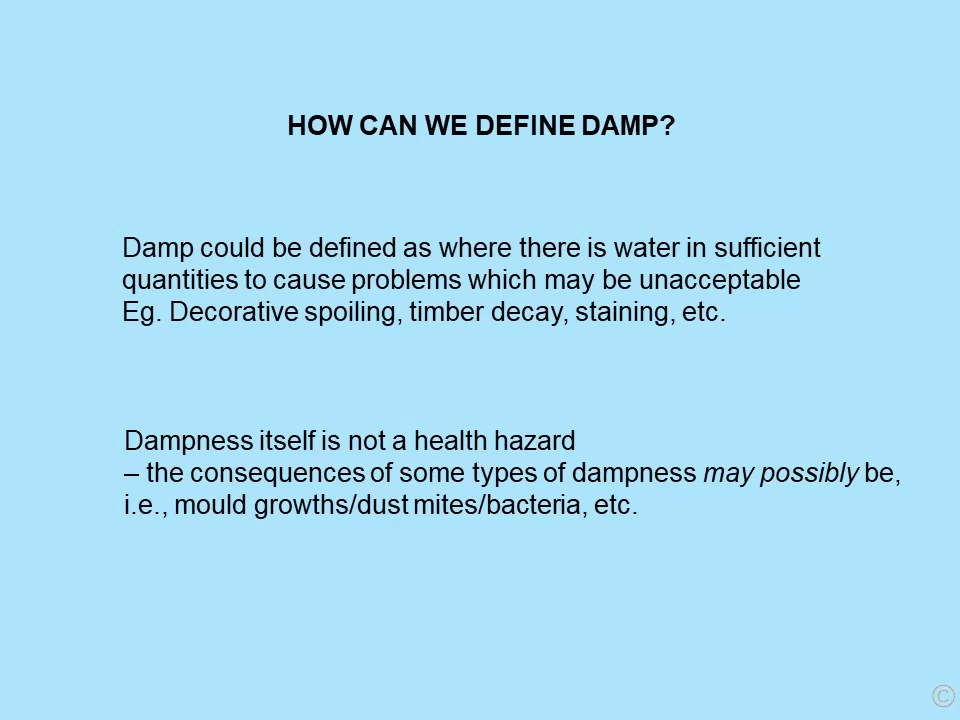 HOW CAN WE DEFINE DAMP?
Damp could be defined as where there is water in sufficient
quantities to cause problems which may be unacceptable
Eg. Decorative spoiling, timber decay, staining, etc.
Dampness itself is not a health hazard
– the consequences of some types of dampness may possibly be,
i.e., mould growths/dust mites/bacteria, etc.
©